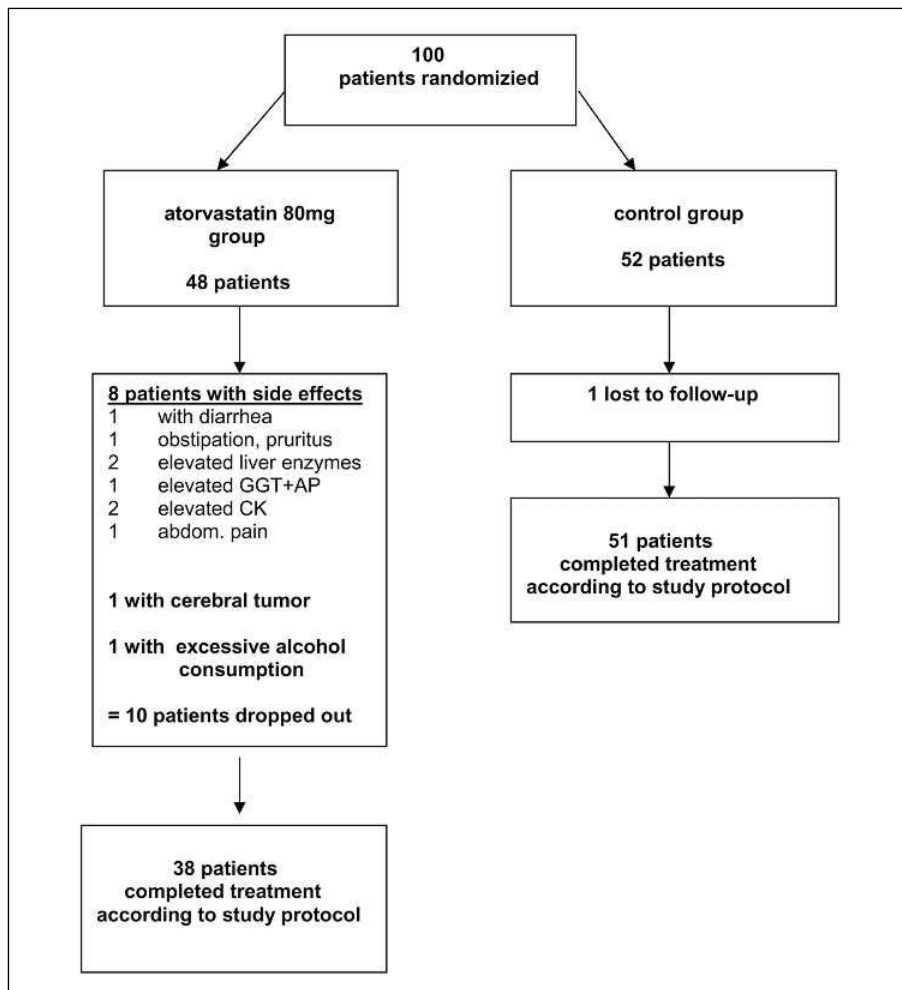 100
patients randomizied
atorvastatin 80mg
group
48 patients
control group
52 patients
8 patients with side effects
1 with diarrhea
1 obstipation, pruritus
2 elevated liver enzymes
1 elevated GGT+AP
2 elevated CK
1 abdom. pain
1 with cerebral tumor
1 with excessive alcohol
consumption
= 10 patients dropped out
1 lost to follow-up
51 patients
completed treatment
according to study protocol
38 patients
completed treatment
according to study protocol